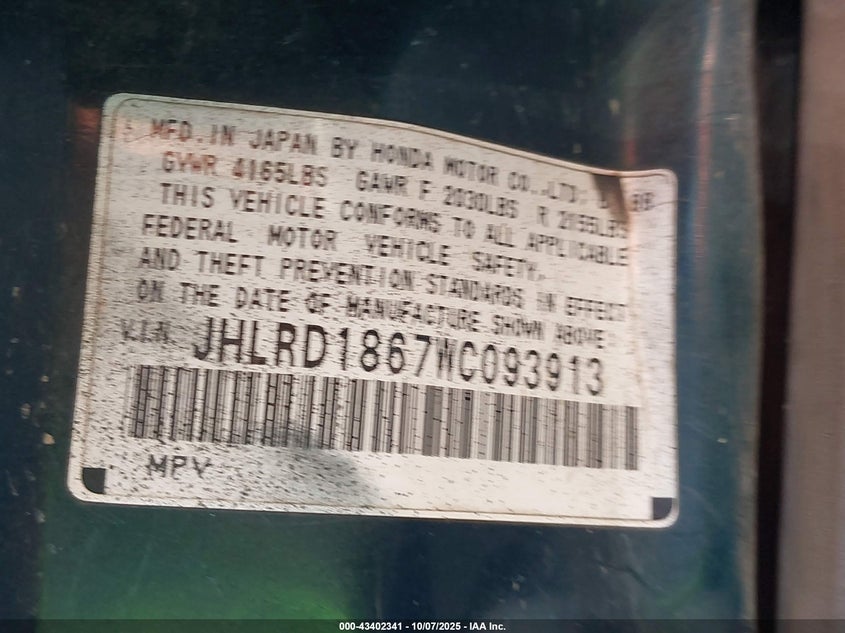 MFD. IN JAPAN BY HONDA MOTOR CO., LTD.
GVWR 4165LBS GAWR F 2030LBS R 2155LBS
THIS VEHICLE CONFORMS TO ALL APPLICABLE
FEDERAL MOTOR VEHICLE SAFETY,
AND THEFT PREVENTION STANDARDS IN EFFECT
ON THE DATE OF MANUFACTURE SHOWN ABOVE.
V.I.N. JHLRD1867WC093913
MPV
000-43402341 - 10/07/2025 - IAA Inc.